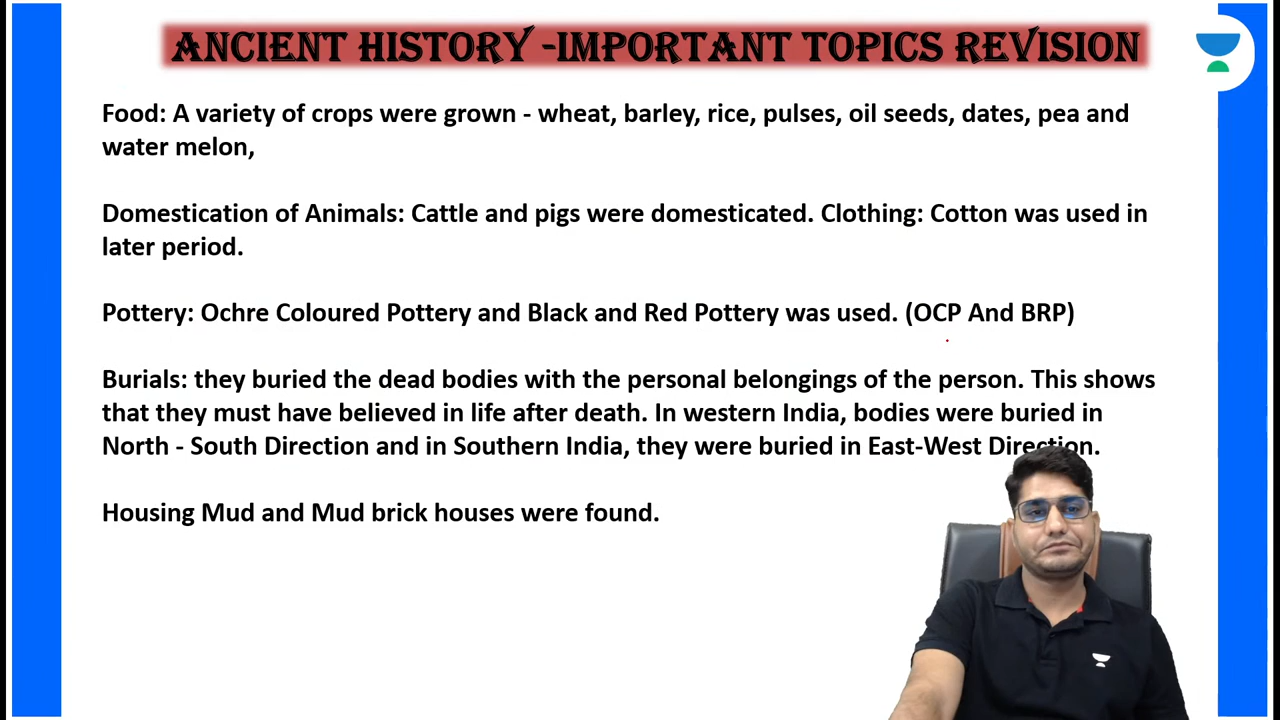 ANCIENT HISTORY -IMPORTANT TOPICS REVISION
Food: A variety of crops were grown - wheat, barley, rice, pulses, oil seeds, dates, pea and
water melon,
Domestication of Animals: Cattle and pigs were domesticated. Clothing: Cotton was used in
later period.
Pottery: Ochre Coloured Pottery and Black and Red Pottery was used. (OCP And BRP)
Burials: they buried the dead bodies with the personal belongings of the person. This shows
that they must have believed in life after death. In western India, bodies were buried in
North - South Direction and in Southern India, they were buried in East-West Direction.
Housing Mud and Mud brick houses were found.